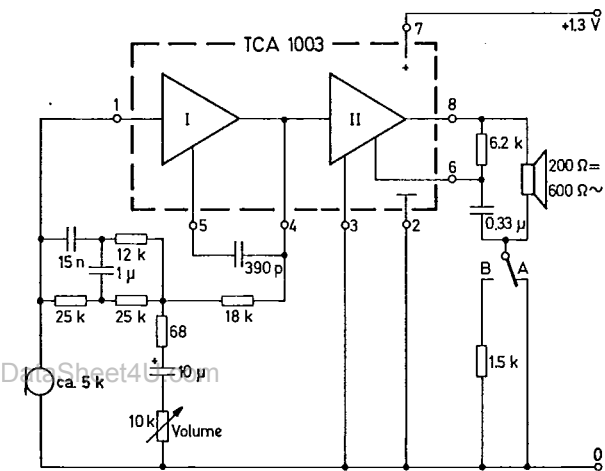 +1.3 V
7
TCA 1003
+
1
I
II
8
6.2 k
200 Ω=
600 Ω~
6
0,33 µ
5
4
3
2
390 p
15 n
12 k
1 µ
B
A
25 k
25 k
18 k
68
DataSheet4U.com
ca. 5 k
+
10 µ
1.5 k
10 k
Volume
0